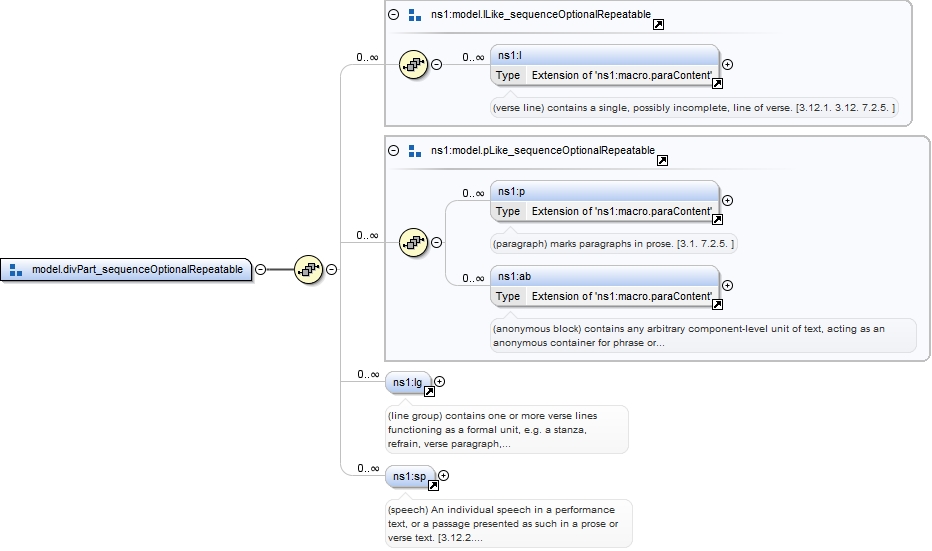 ns1:model.lLike_sequenceOptionalRepeatable
0..∞
0..∞
ns1:l
Type Extension of 'ns1:macro.paraContent'
(verse line) contains a single, possibly incomplete, line of verse. [3.12.1. 3.12. 7.2.5. ]
ns1:model.pLike_sequenceOptionalRepeatable
0..∞
0..∞
ns1:p
Type Extension of 'ns1:macro.paraContent'
(paragraph) marks paragraphs in prose. [3.1. 7.2.5. ]
0..∞
ns1:ab
Type Extension of 'ns1:macro.paraContent'
(anonymous block) contains any arbitrary component-level unit of text, acting as an
anonymous container for phrase or...
model.divPart_sequenceOptionalRepeatable
0..∞
ns1:lg
(line group) contains one or more verse lines
functioning as a formal unit, e.g. a stanza,
refrain, verse paragraph,...
0..∞
ns1:sp
(speech) An individual speech in a performance
text, or a passage presented as such in a prose or
verse text. [3.12.2....